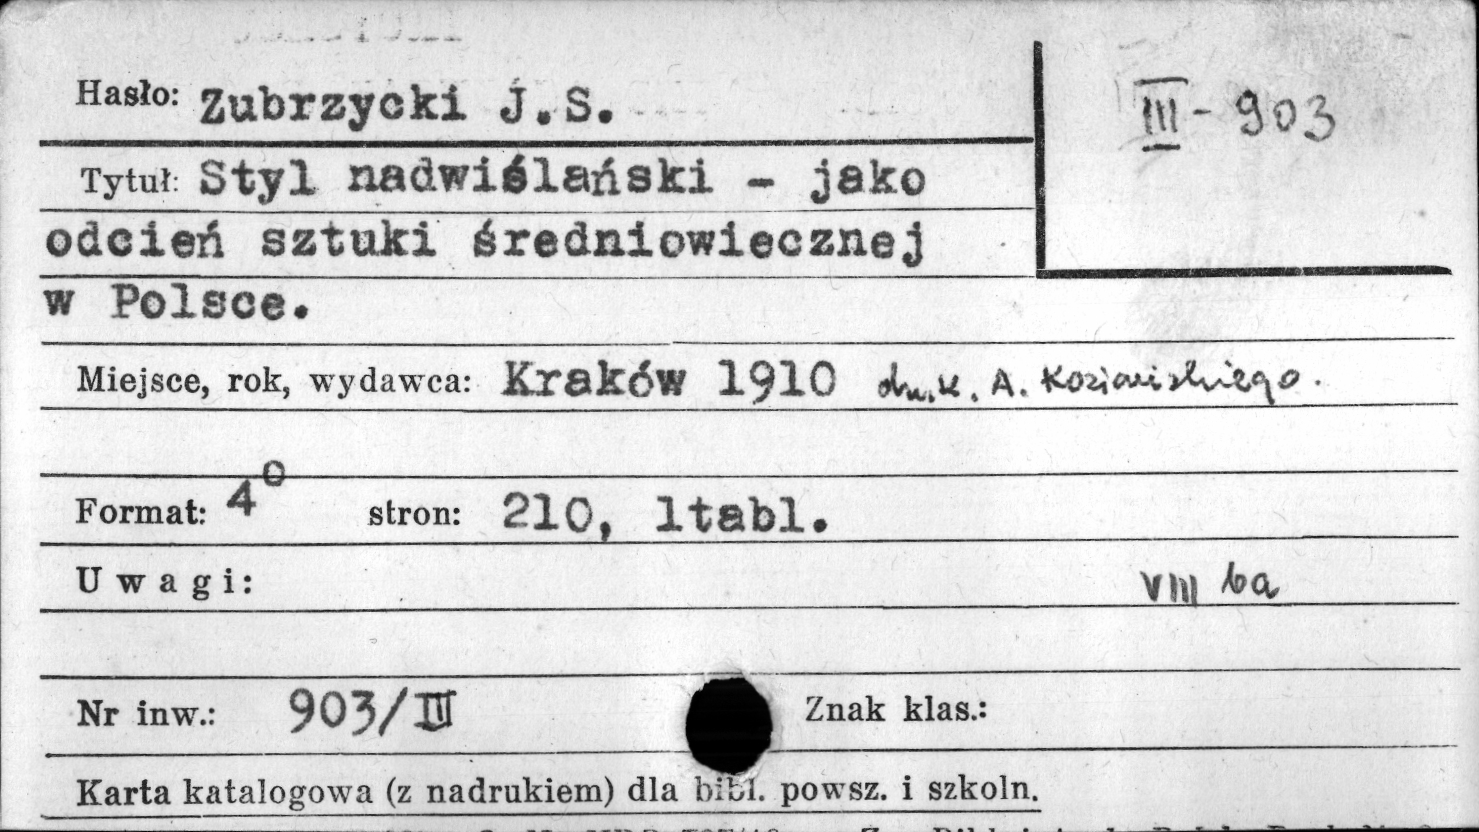 Hasło: Zubrzycki J.S.
III - 903
Tytuł: Styl nadwiślański - jako
odcień sztuki średniowiecznej
w Polsce.
Miejsce, rok, wydawca: Kraków 1910 druk. A. Koziańskiego.
Format: 4° stron: 210, 1tabl.
Uwagi:
VIII 6a
Nr inw.: 903/III Znak klas.:
Karta katalogowa (z nadrukiem) dla bibl. powsz. i szkoln.